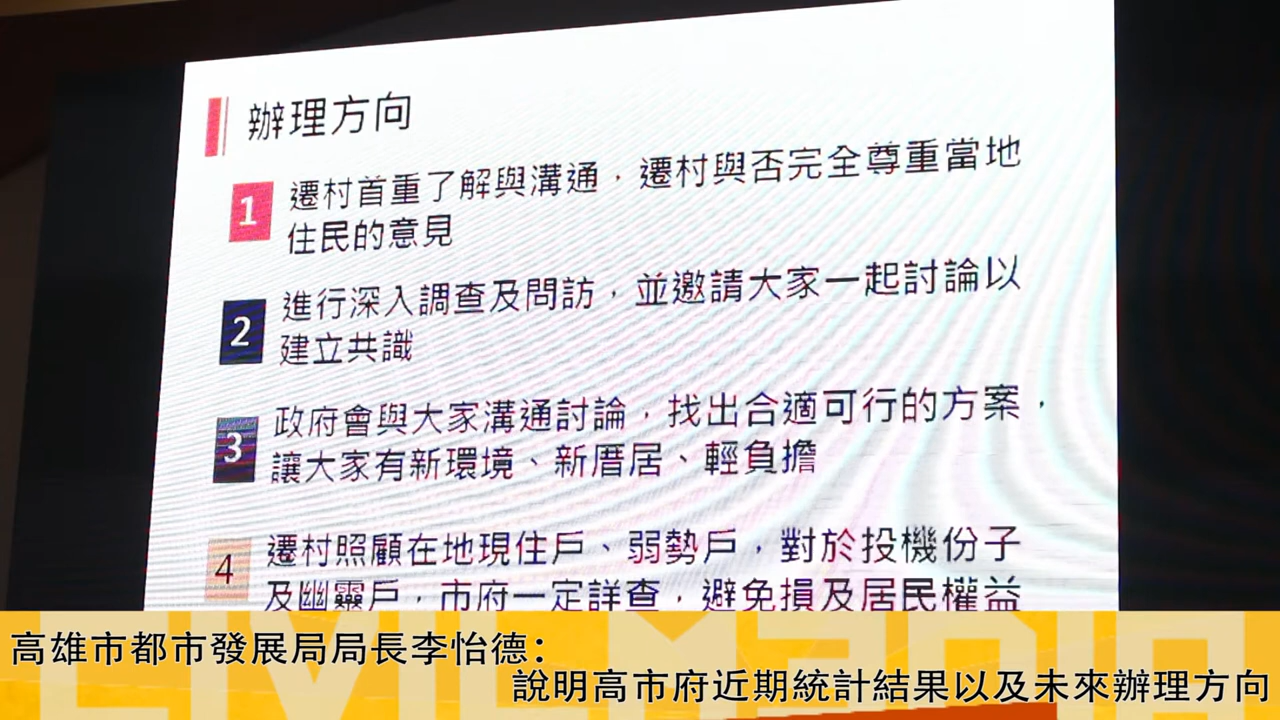 辦理方向
1
遷村首重了解與溝通，遷村與否完全尊重當地
住民的意見
2
進行深入調查及問訪，並邀請大家一起討論以
建立共識
3
政府會與大家溝通討論，找出合適可行的方案，
讓大家有新環境、新厝居、輕負擔
4
遷村照顧在地現住戶、弱勢戶，對於投機份子
及幽靈戶，市府一定詳查，避免損及居民權益
高雄市都市發展局局長李怡德：
說明高市府近期統計結果以及未來辦理方向